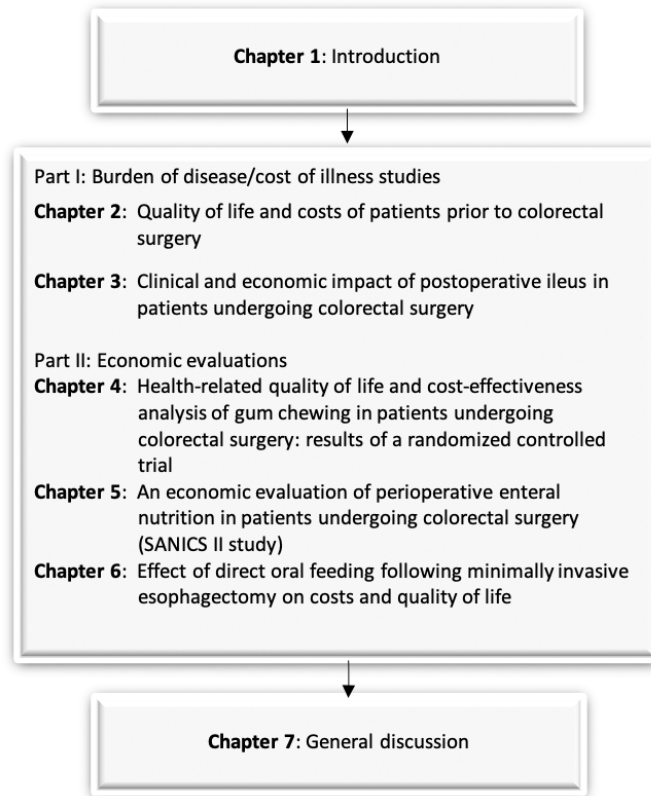 Chapter 1: Introduction
Part I: Burden of disease/cost of illness studies
Chapter 2: Quality of life and costs of patients prior to colorectal
surgery
Chapter 3: Clinical and economic impact of postoperative ileus in
patients undergoing colorectal surgery
Part II: Economic evaluations
Chapter 4: Health-related quality of life and cost-effectiveness
analysis of gum chewing in patients undergoing
colorectal surgery: results of a randomized controlled
trial
Chapter 5: An economic evaluation of perioperative enteral
nutrition in patients undergoing colorectal surgery
(SANICS II study)
Chapter 6: Effect of direct oral feeding following minimally invasive
esophagectomy on costs and quality of life
Chapter 7: General discussion